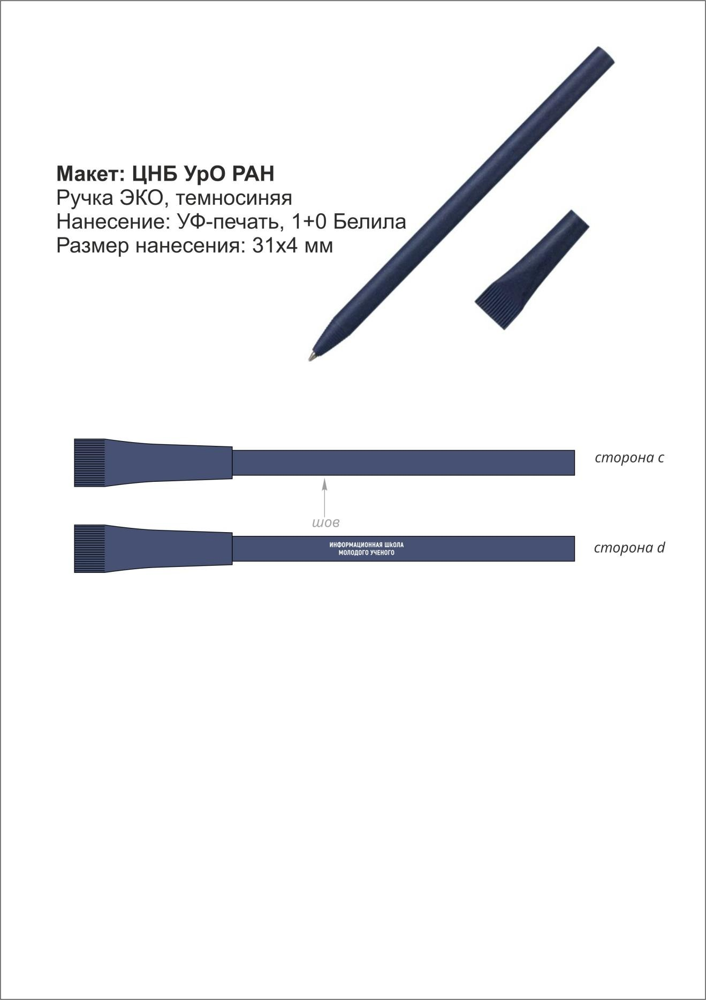 Макет: ЦНБ УрО РАН
Ручка ЭКО, темносиняя
Нанесение: УФ-печать, 1+0 Белила
Размер нанесения: 31х4 мм
сторона c
шов
ИНФОРМАЦИОННАЯ ШkОЛА
МОЛОДОГО УЧЕНОГО
сторона d